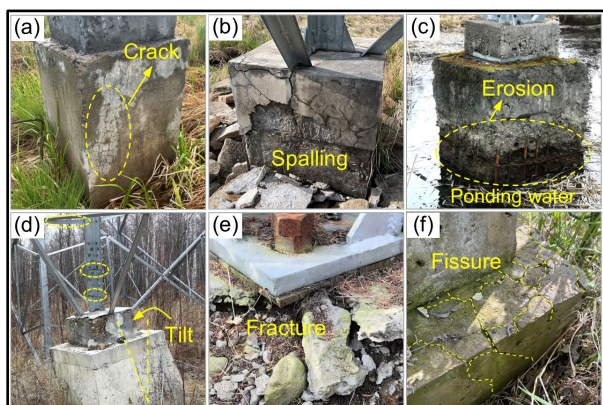 (a)
Crack
(b)
Spalling
(c)
Erosion
Ponding water
(d)
Tilt
(e)
Fracture
(f)
Fissure